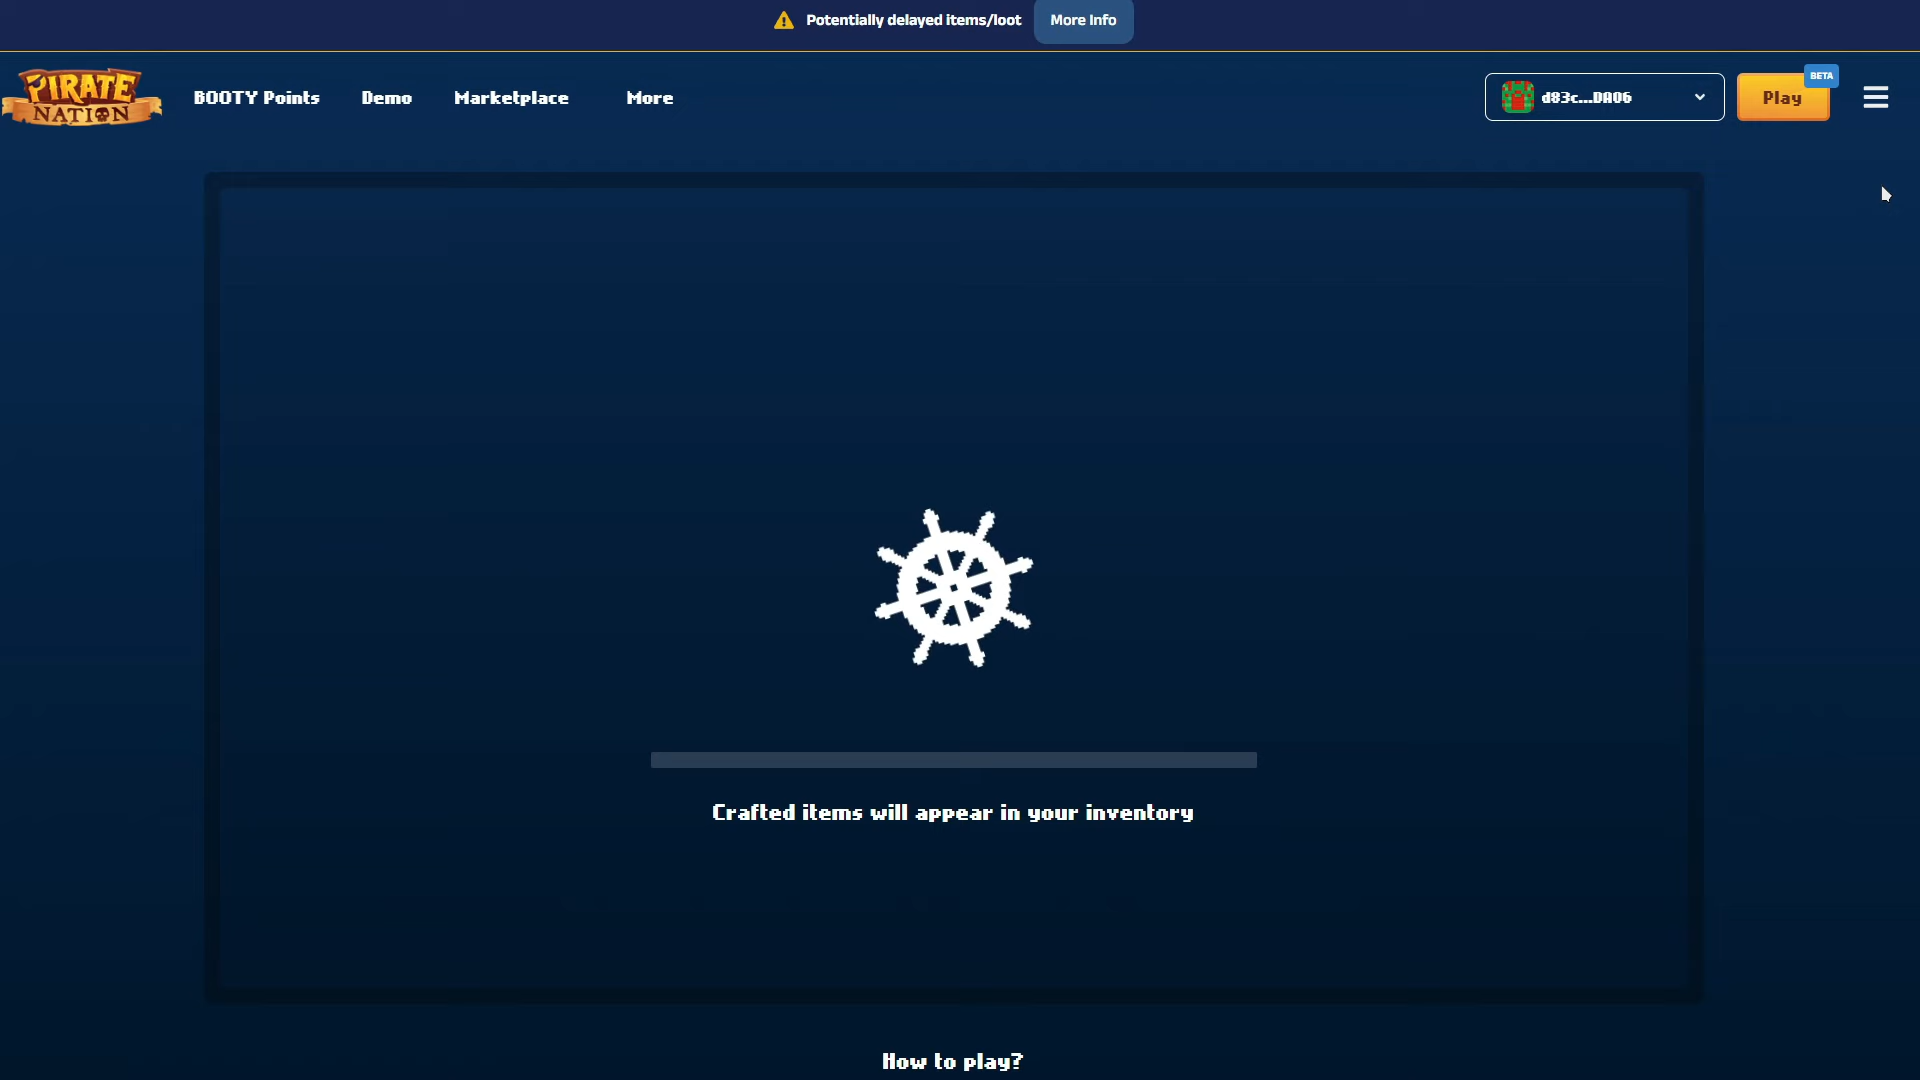 Potentially delayed items/loot More Info
PIRATE
NATION
BOOTY Points Demo Marketplace More
d83c...DA06
Play
BETA
Crafted items will appear in your inventory
How to play?